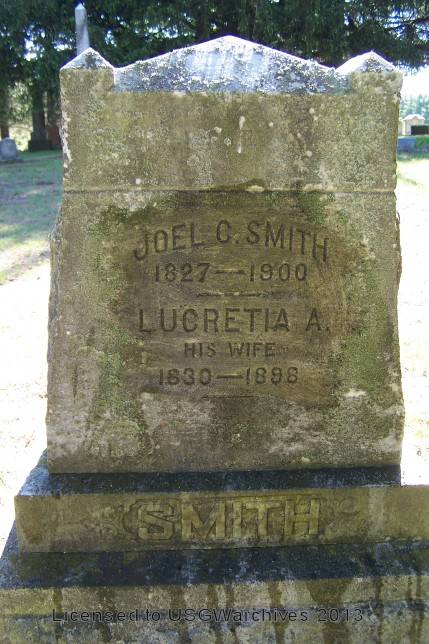 JOEL C. SMITH
1827—1900
LUCRETIA A.
HIS WIFE
1830—1898
SMITH
Licensed to USGWarchives 2013